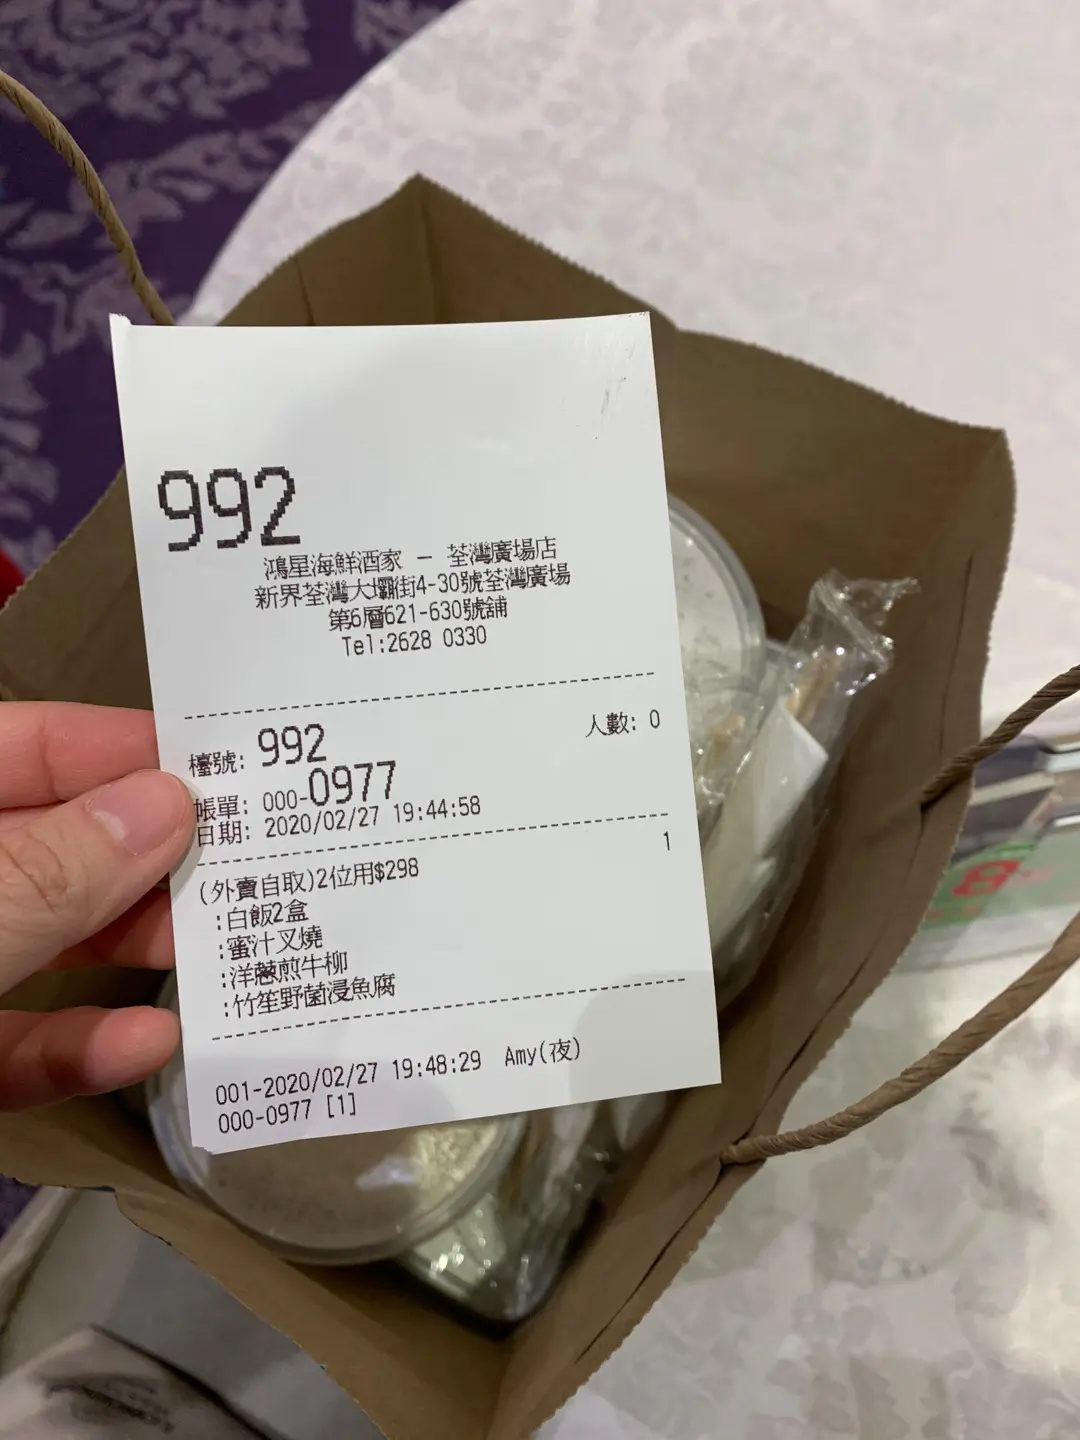 992
鴻星海鮮酒家 - 荃灣廣場店
新界荃灣大壩街4-30號荃灣廣場
第6層621-630號舖
Tel:2628 0330
檯號: 992 人數: 0
帳單: 000-0977
日期: 2020/02/27 19:44:58
(外賣自取)2位用$298 1
:白飯2盒
:蜜汁叉燒
:洋蔥煎牛柳
:竹笙野菌浸魚腐
001-2020/02/27 19:48:29 Amy(夜)
000-0977 [1]